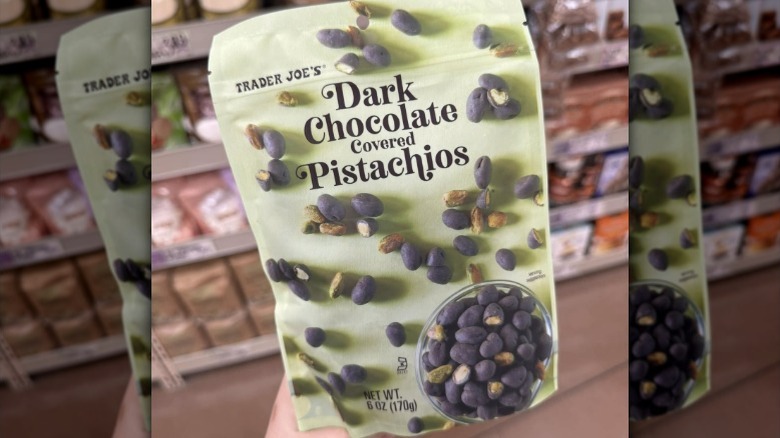 TRADER JOE'S®
Dark
Chocolate
Covered
Pistachios
NET WT.
6 OZ (170g)